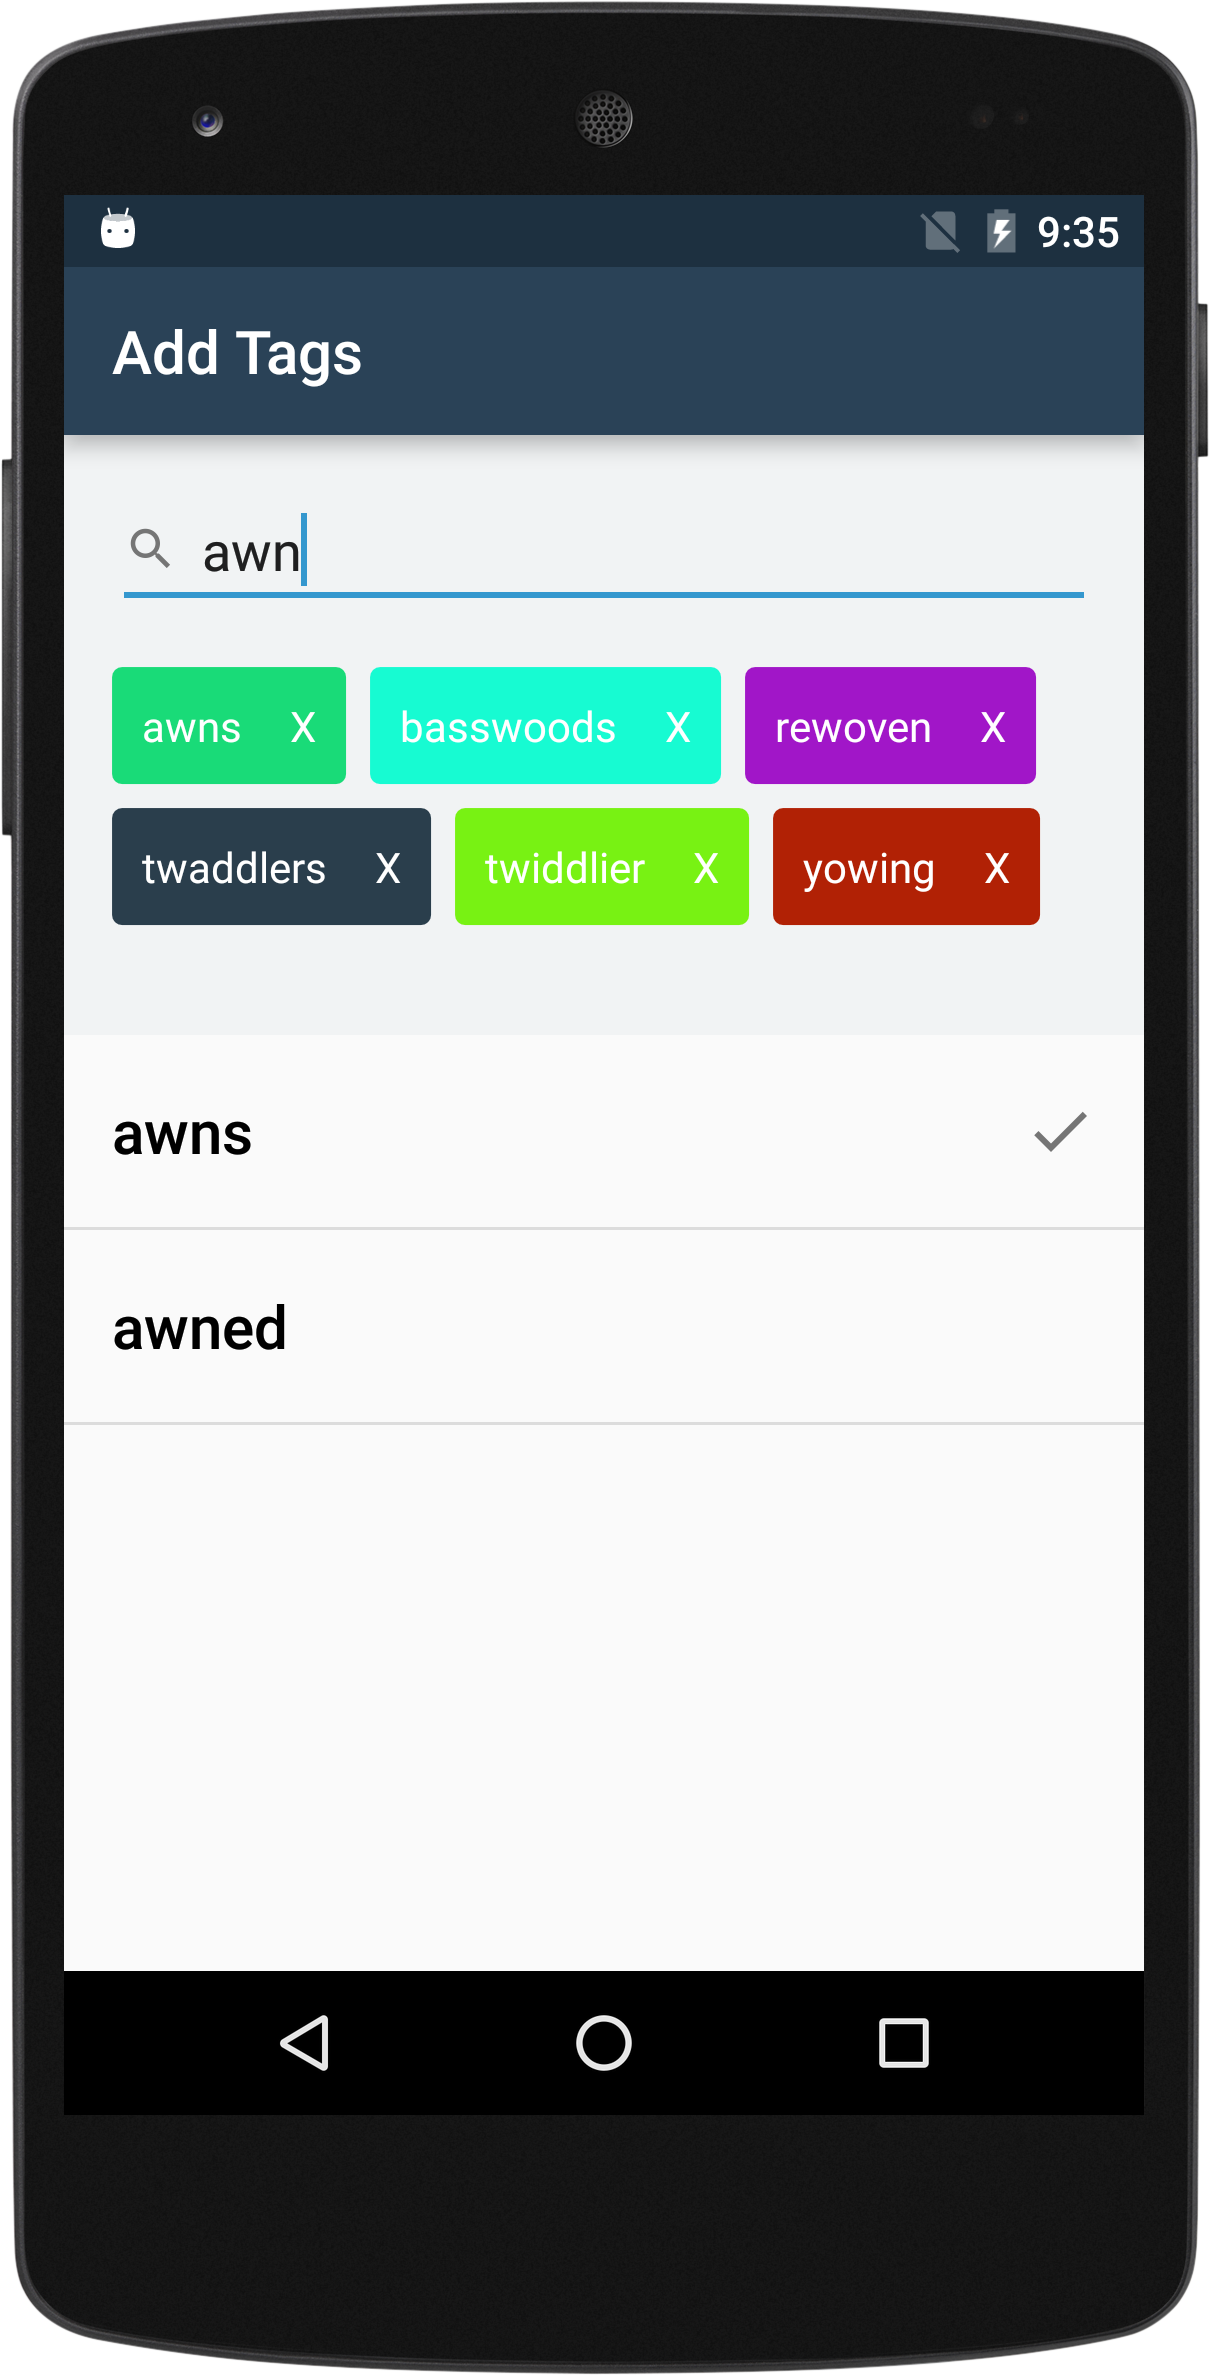 9:35
Add Tags
awn
awns X basswoods X rewoven X
twaddlers X twiddlier X yowing X
awns
awned